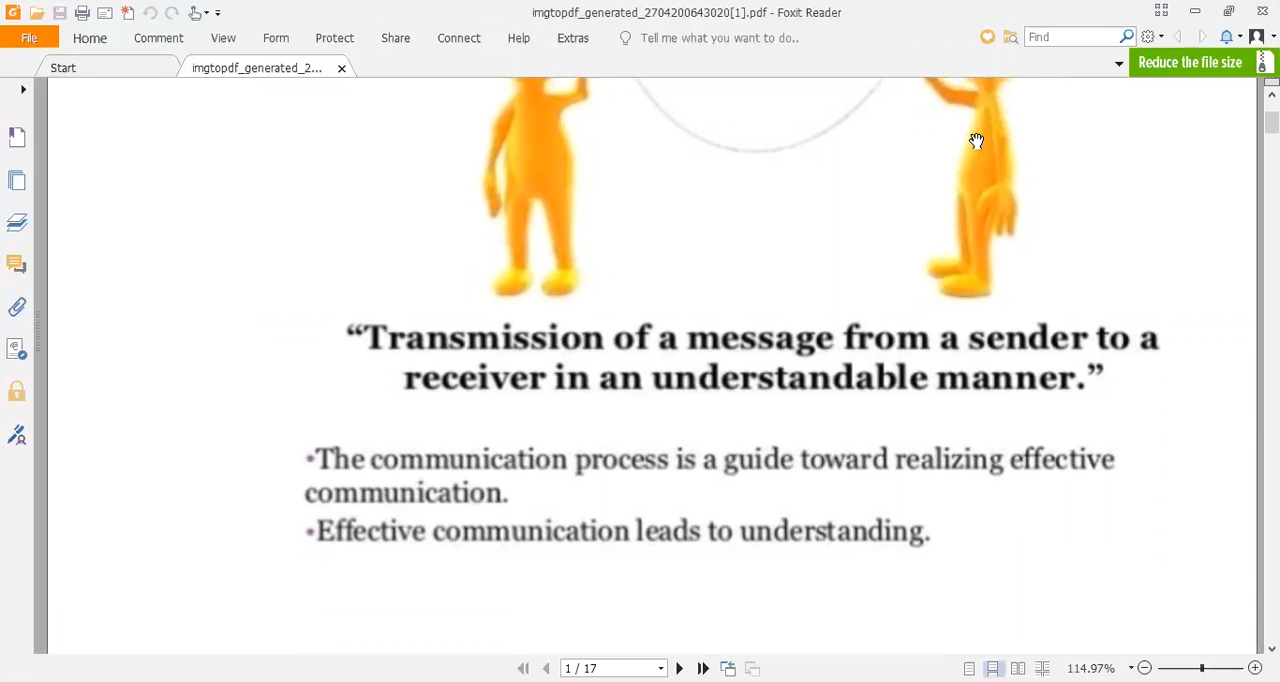 imgtopdf_generated_2704200643020[1].pdf - Foxit Reader
File Home Comment View Form Protect Share Connect Help Extras Tell me what you want to do.. Find
Start imgtopdf_generated_2... Reduce the file size
“Transmission of a message from a sender to a
receiver in an understandable manner.”
•The communication process is a guide toward realizing effective
communication.
•Effective communication leads to understanding.
1 / 17 114.97%